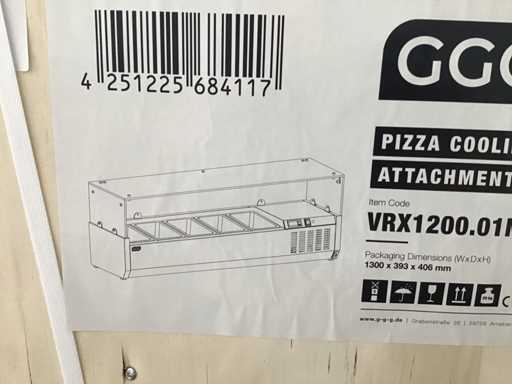 4 251225 684117
GGG
PIZZA COOLI
ATTACHMENT
Item Code
VRX1200.01
Packaging Dimensions (WxDxH)
1300 x 393 x 406 mm
www.g-g-g.de | Grabenstraße